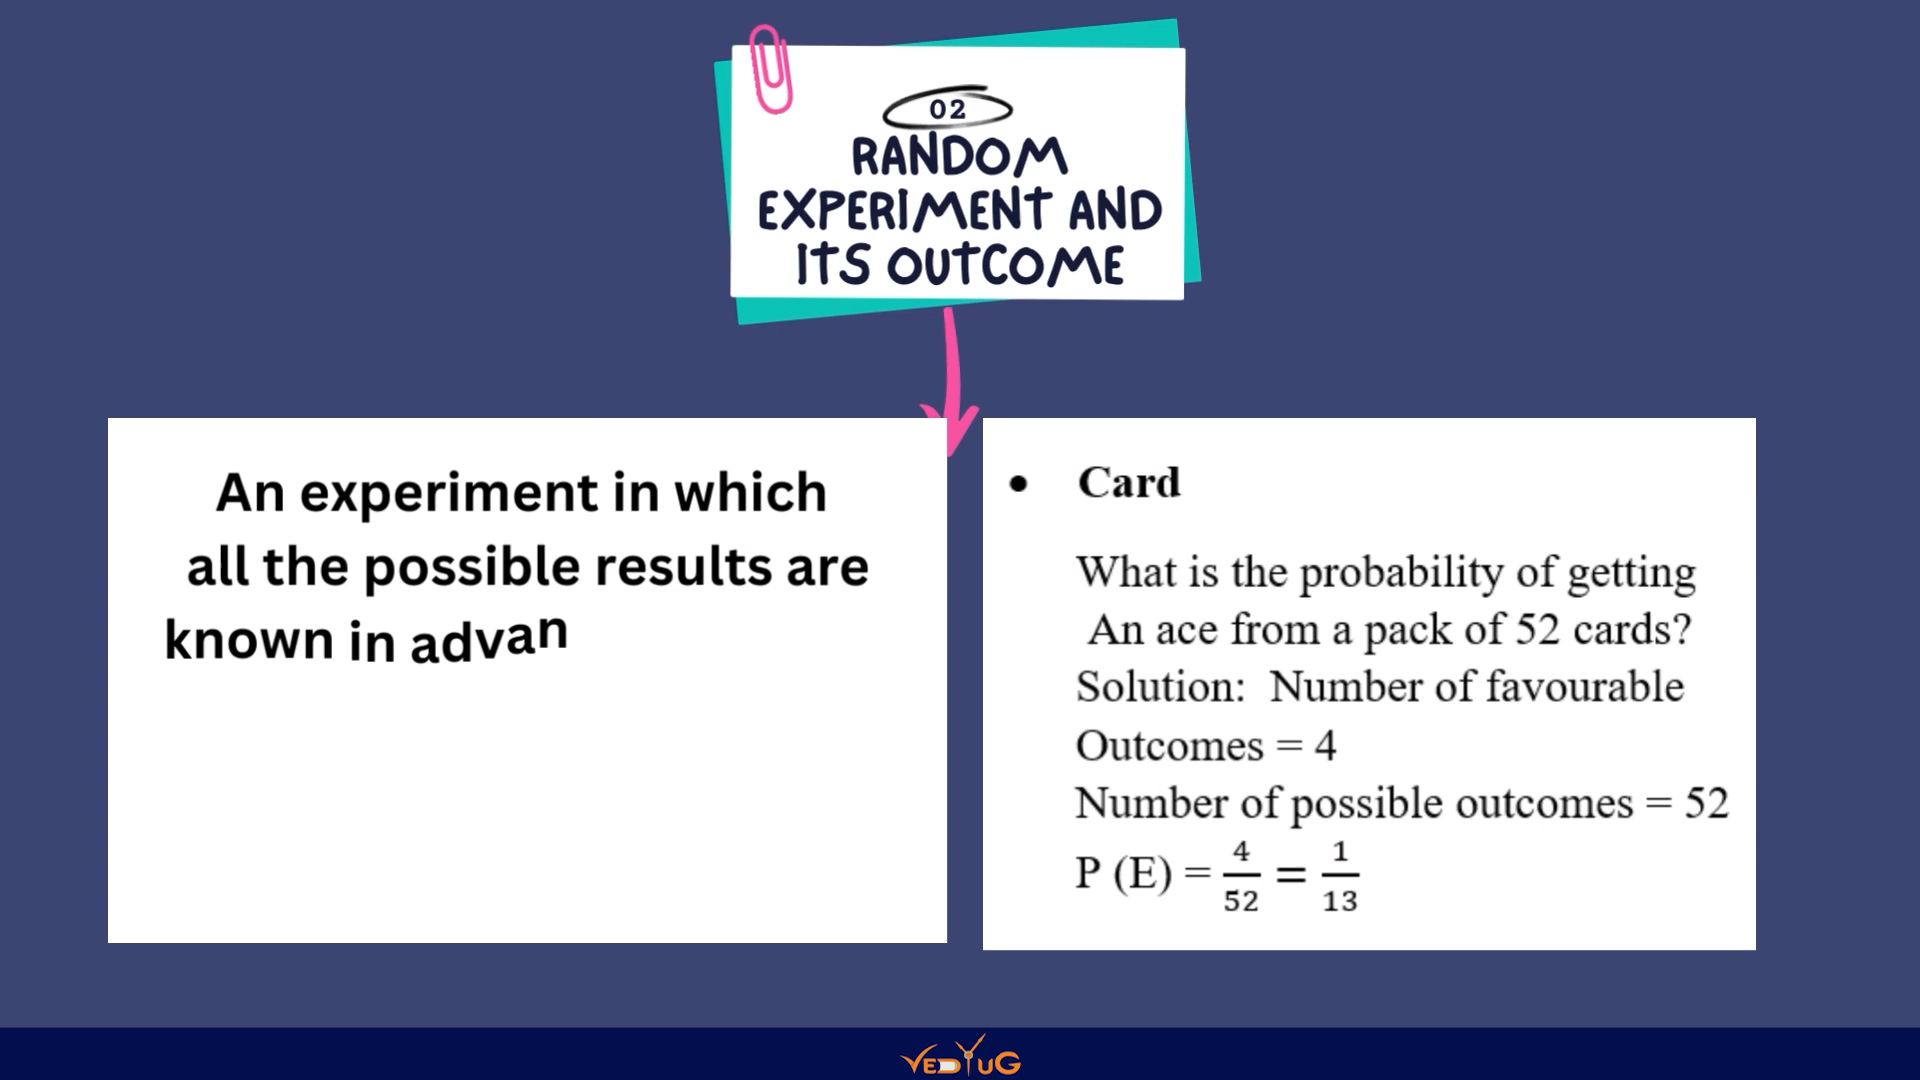 02
RANDOM
EXPERIMENT AND
ITS OUTCOME
An experiment in which
all the possible results are
known in advan
• Card
What is the probability of getting
An ace from a pack of 52 cards?
Solution: Number of favourable
Outcomes = 4
Number of possible outcomes = 52
P (E) = 4/52 = 1/13
VEDYUG